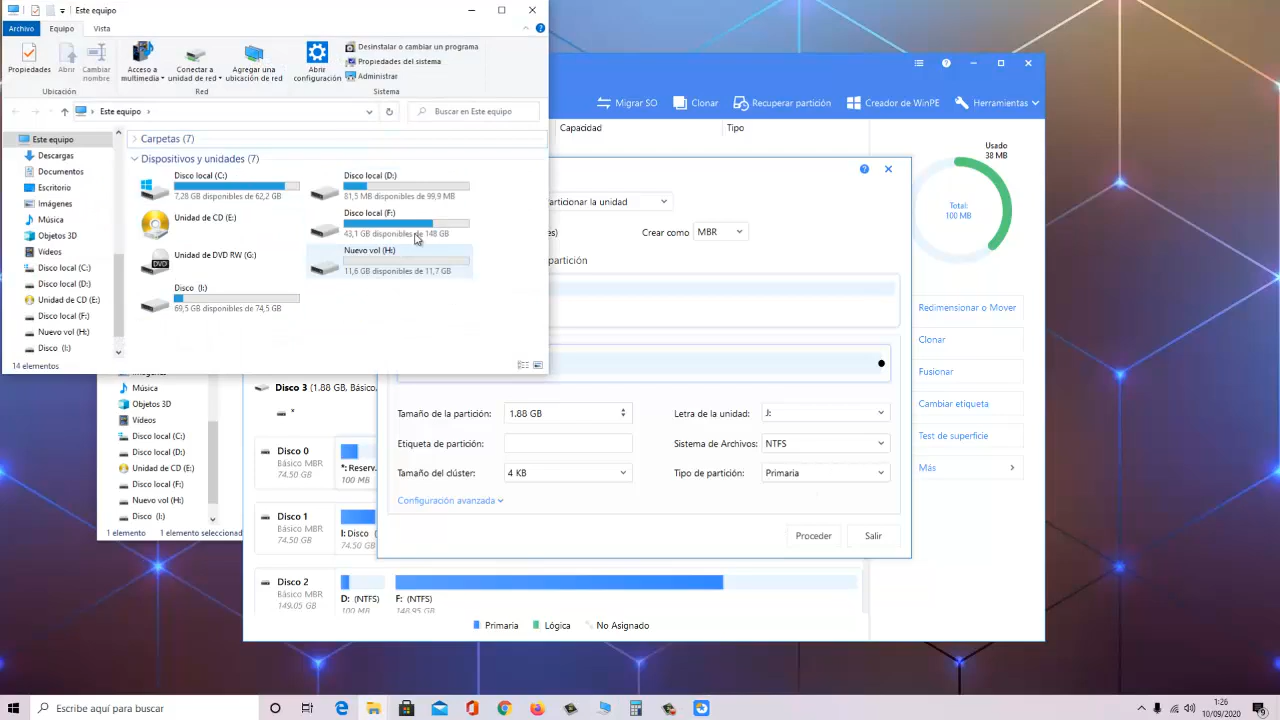 Este equipo
Archivo Equipo Vista
Propiedades Abrir Cambiar nombre
Ubicación
Acceso a multimedia Conectar a unidad de red Agregar una ubicación de red
Red
Abrir configuración
Desinstalar o cambiar un programa
Propiedades del sistema
Administrar
Sistema
Este equipo
Buscar en Este equipo
Este equipo
Descargas
Documentos
Escritorio
Imágenes
Música
Objetos 3D
Vídeos
Disco local (C:)
Disco local (D:)
Unidad de CD (E:)
Disco local (F:)
Nuevo vol (H:)
Disco (I:)
14 elementos
Carpetas (7)
Dispositivos y unidades (7)
Disco local (C:)
7,28 GB disponibles de 62,2 GB
Disco local (D:)
81,5 MB disponibles de 99,9 MB
Unidad de CD (E:)
Disco local (F:)
43,1 GB disponibles de 148 GB
Unidad de DVD RW (G:)
DVD
Nuevo vol (H:)
11,6 GB disponibles de 11,7 GB
Disco (I:)
69,5 GB disponibles de 74,5 GB
Música
Objetos 3D
Vídeos
Disco local (C:)
Disco local (D:)
Unidad de CD (E:)
Disco local (F:)
Nuevo vol (H:)
Disco (I:)
1 elemento 1 elemento seleccionad
Migrar SO Clonar Recuperar partición Creador de WinPE Herramientas
Capacidad Tipo
Usado
38 MB
Total:
100 MB
Redimensionar o Mover
Clonar
Fusionar
Cambiar etiqueta
Test de superficie
Más
Particionar la unidad
es) Crear como MBR
partición
Tamaño de la partición: 1.88 GB Letra de la unidad: J:
Etiqueta de partición: Sistema de Archivos: NTFS
Tamaño del clúster: 4 KB Tipo de partición: Primaria
Configuración avanzada
Proceder Salir
Disco 3 (1.88 GB, Básico.
*
Disco 0
Básico MBR
74.50 GB
*: Reserv.
100 MB
Disco 1
Básico MBR
74.50 GB
I: Disco (
74.50 GB
Disco 2
Básico MBR
149.05 GB
D: (NTFS)
100 MB
F: (NTFS)
148.95 GB
Primaria Lógica No Asignado
Escribe aquí para buscar
1:26
10/09/2020